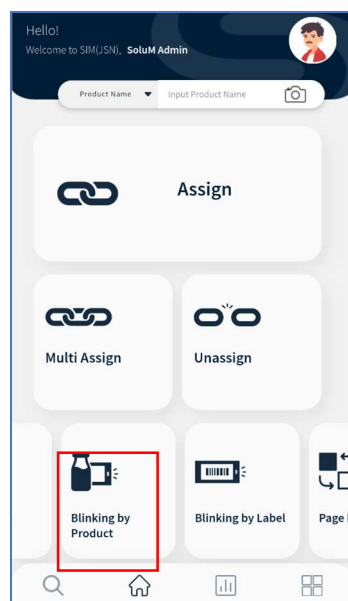 Hello!
Welcome to SIM(JSN), SoluM Admin
Product Name Input Product Name
Assign
Multi Assign Unassign
Blinking by
Product
Blinking by Label
Page